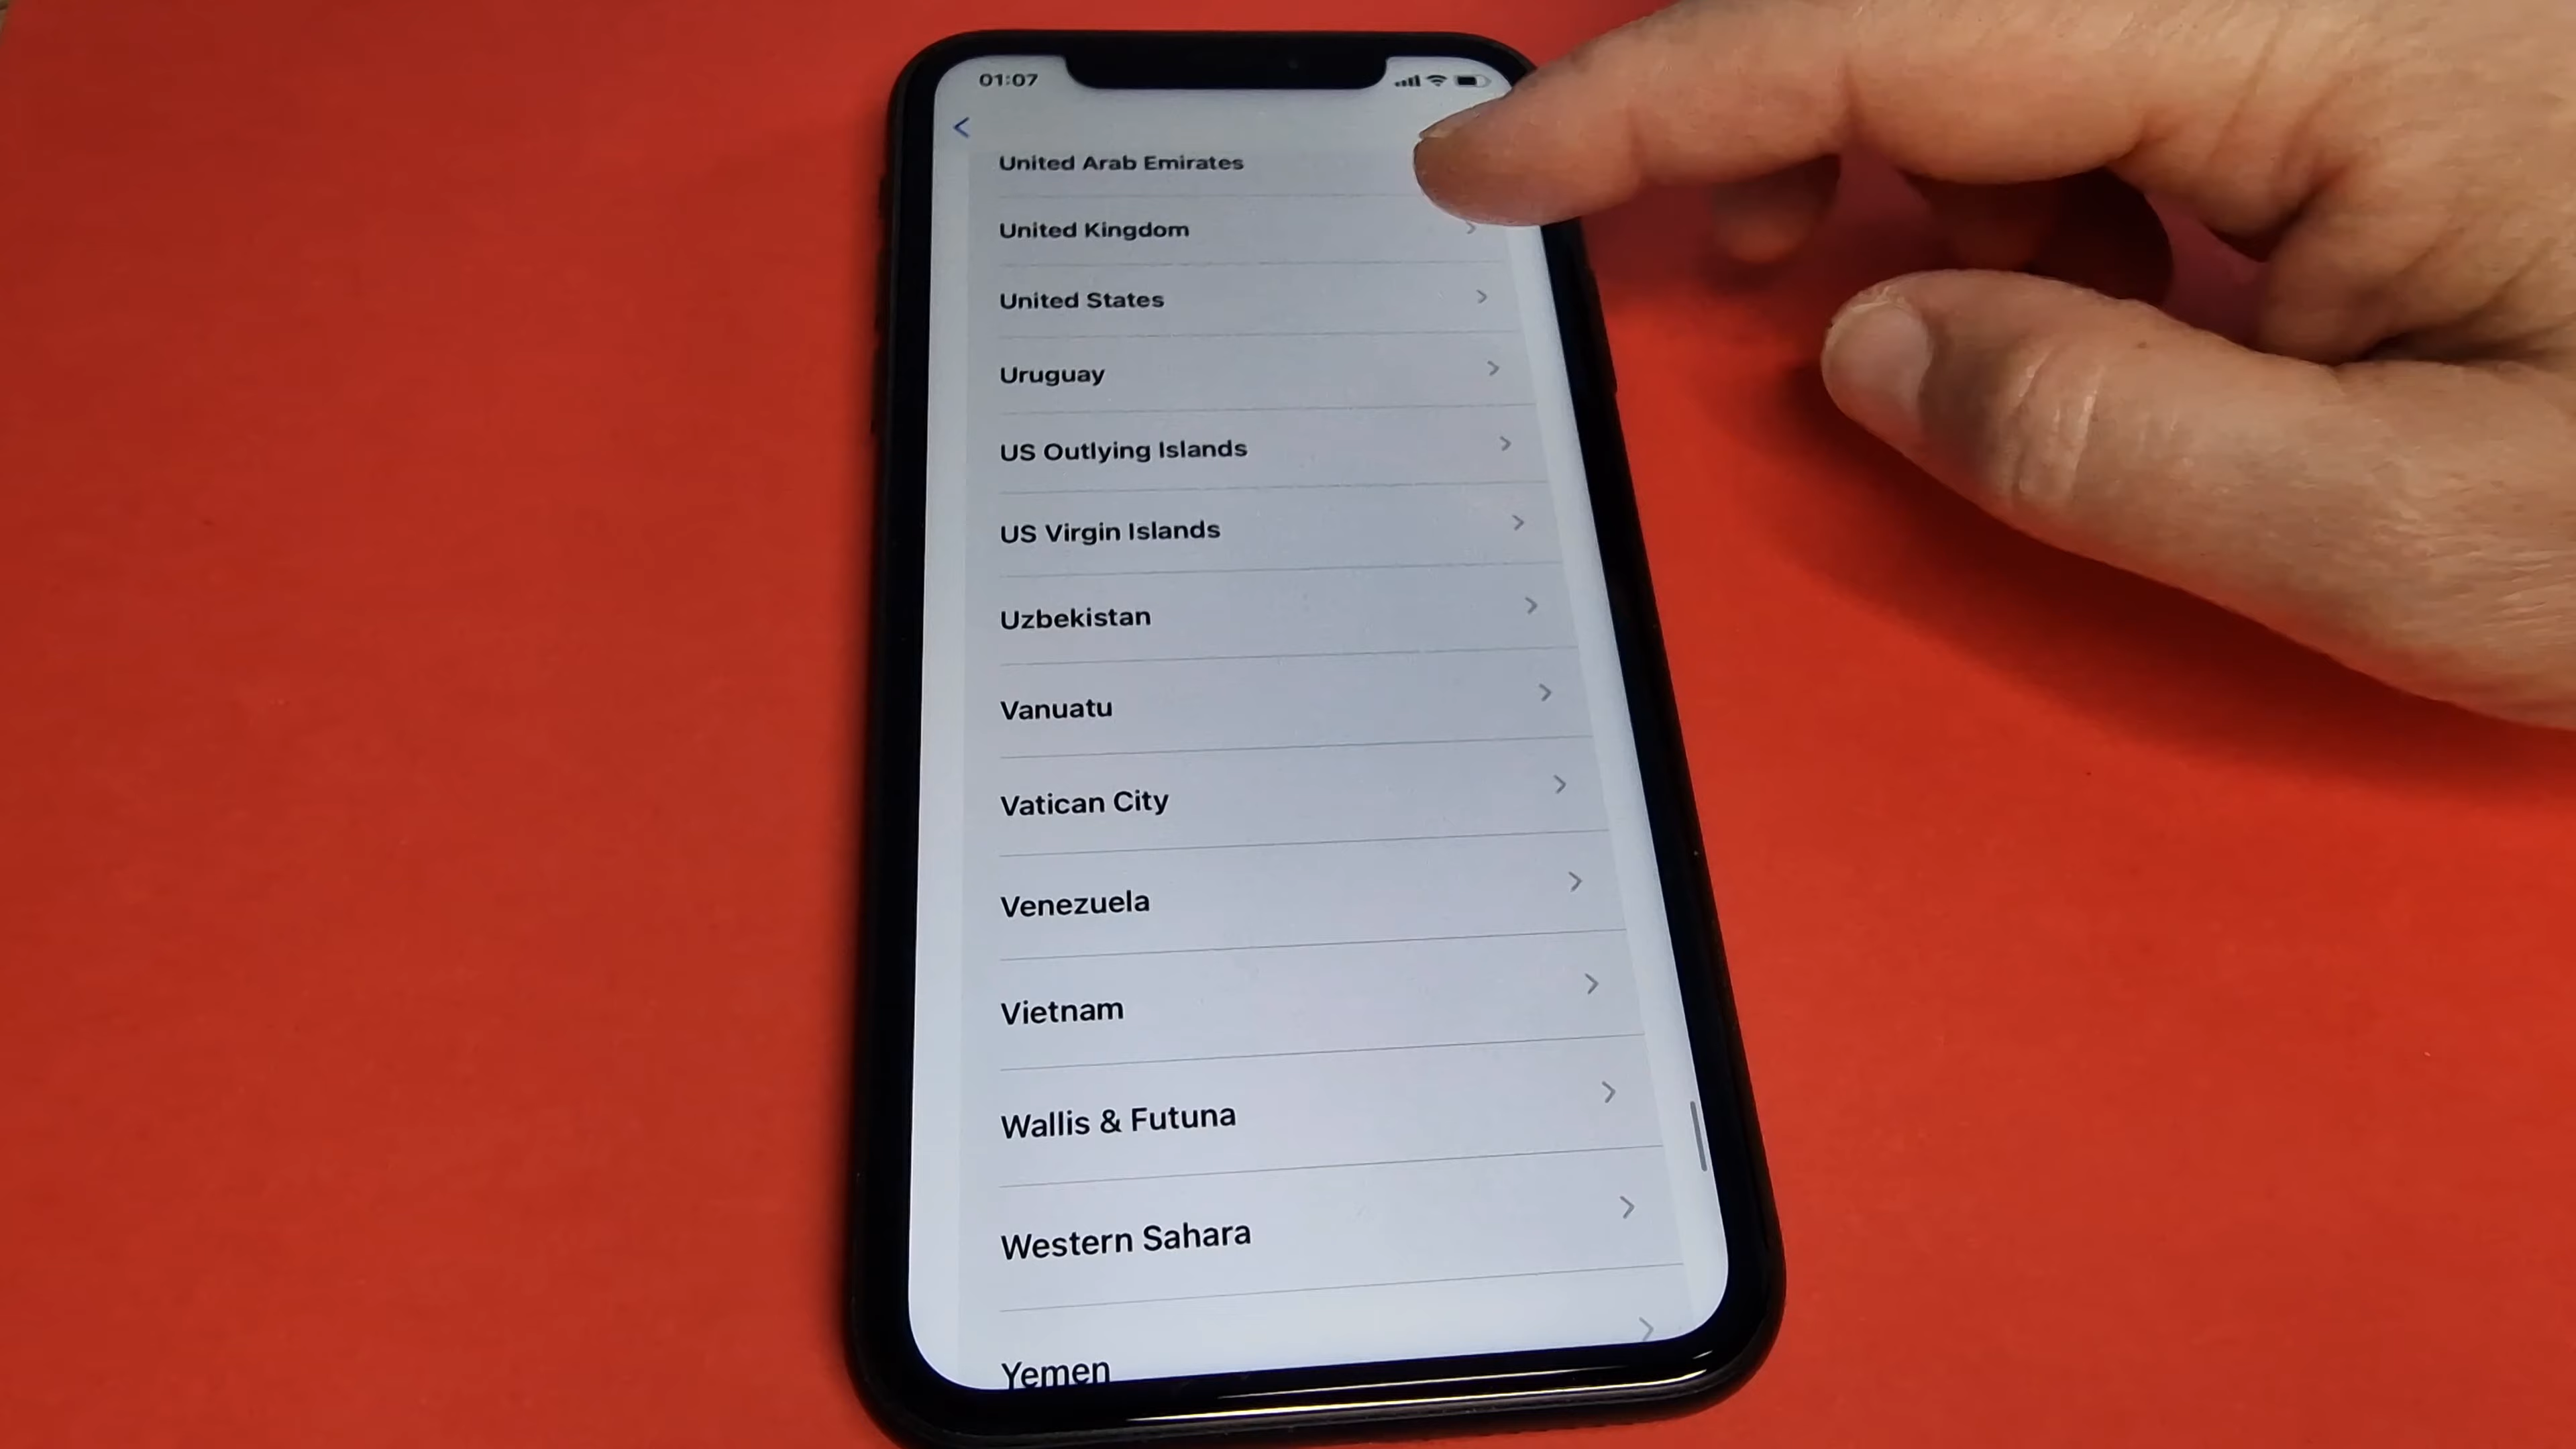 01:07
United Arab Emirates
United Kingdom
United States
Uruguay
US Outlying Islands
US Virgin Islands
Uzbekistan
Vanuatu
Vatican City
Venezuela
Vietnam
Wallis & Futuna
Western Sahara
Yemen